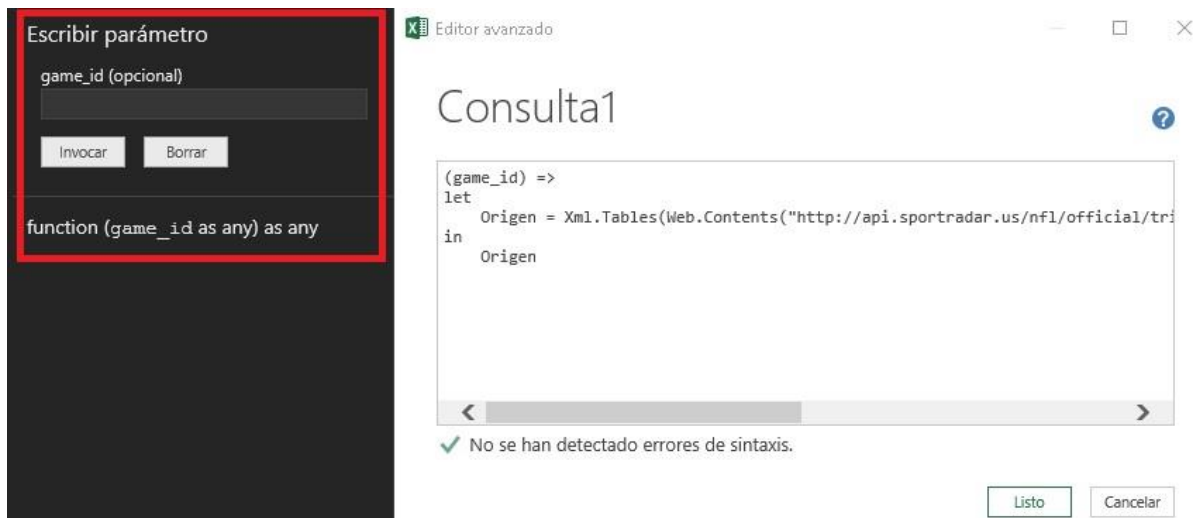 Escribir parámetro
game_id (opcional)
Invocar Borrar
function (game_id as any) as any
Editor avanzado
Consulta1
?
(game_id) =>
let
Origen = Xml.Tables(Web.Contents("http://api.sportradar.us/nfl/official/tri
in
Origen
No se han detectado errores de sintaxis.
Listo Cancelar